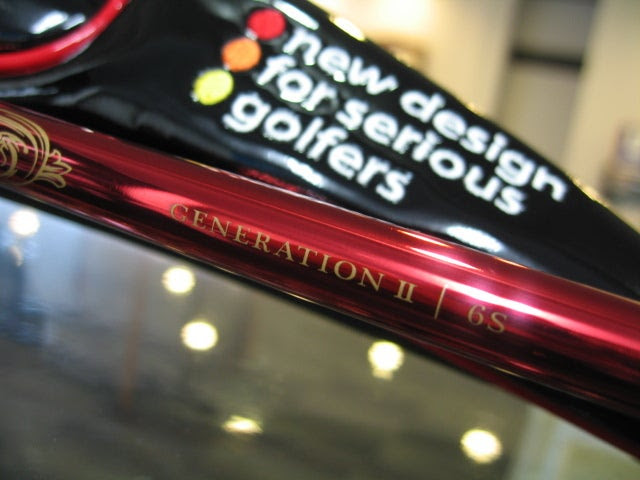 new design
for serious
golfers
GENERATION II | 6S